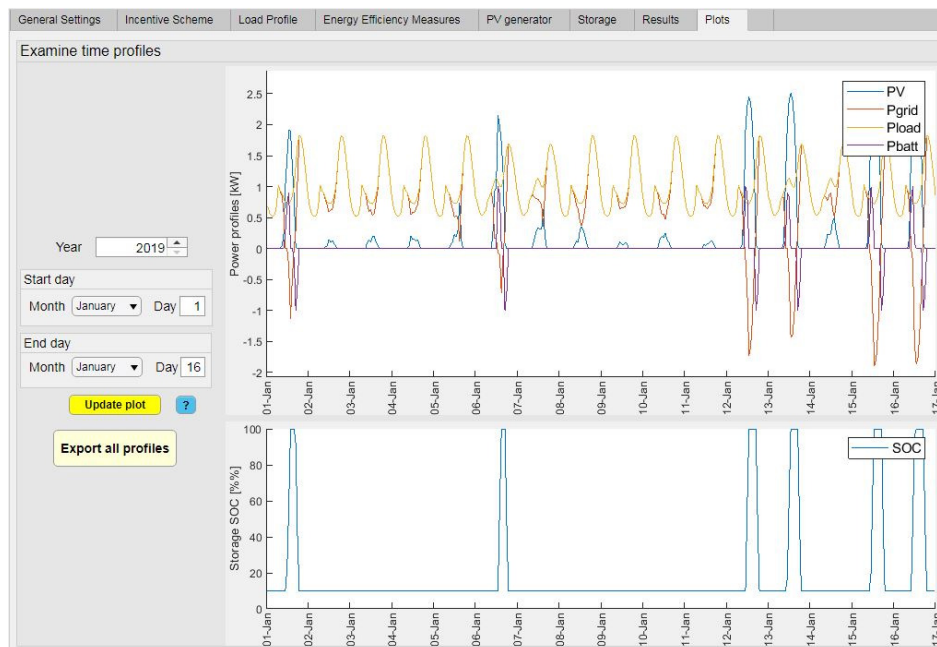 General Settings Incentive Scheme Load Profile Energy Efficiency Measures PV generator Storage Results Plots
Examine time profiles
Year 2019
Start day
Month January Day 1
End day
Month January Day 16
Update plot ?
Export all profiles
Power profiles [kW]
2.5
2
1.5
1
0.5
0
-0.5
-1
-1.5
-2
PV
Pgrid
Pload
Pbatt
01-Jan 02-Jan 03-Jan 04-Jan 05-Jan 06-Jan 07-Jan 08-Jan 09-Jan 10-Jan 11-Jan 12-Jan 13-Jan 14-Jan 15-Jan 16-Jan 17-Jan
Storage SOC [%%]
100
80
60
40
20
0
SOC
01-Jan 02-Jan 03-Jan 04-Jan 05-Jan 06-Jan 07-Jan 08-Jan 09-Jan 10-Jan 11-Jan 12-Jan 13-Jan 14-Jan 15-Jan 16-Jan 17-Jan